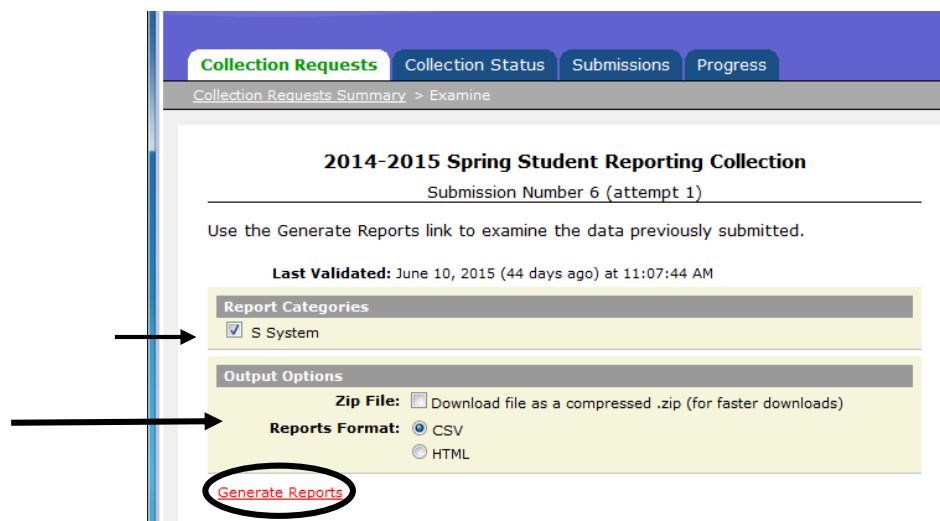 Collection Requests Collection Status Submissions Progress
Collection Requests Summary > Examine
2014-2015 Spring Student Reporting Collection
Submission Number 6 (attempt 1)
Use the Generate Reports link to examine the data previously submitted.
Last Validated: June 10, 2015 (44 days ago) at 11:07:44 AM
Report Categories
S System
Output Options
Zip File: Download file as a compressed .zip (for faster downloads)
Reports Format: CSV
HTML
Generate Reports